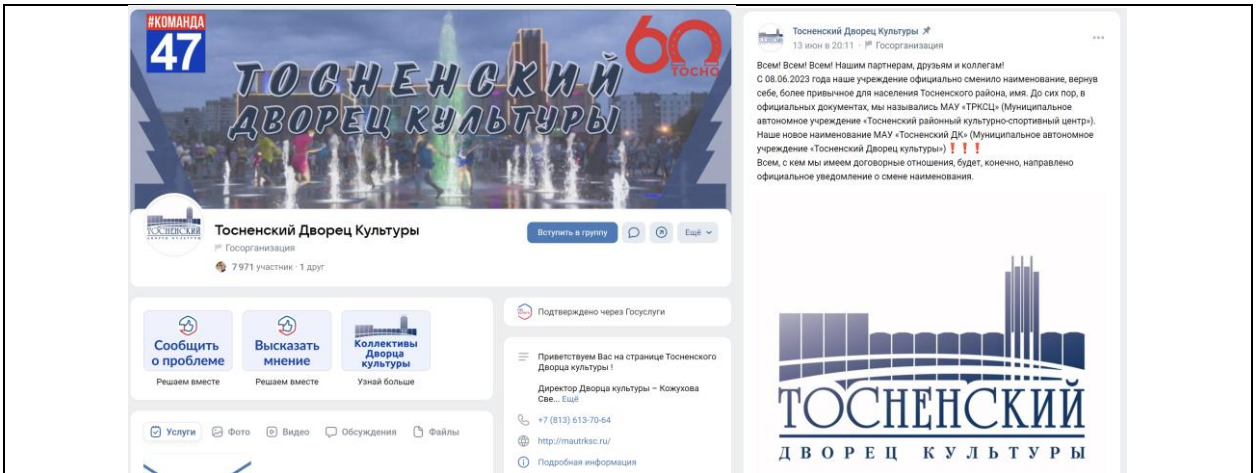 #КОМАНДА
47
60
ТОСНО
ТОСНЕНСКИЙ
ДВОРЕЦ КУЛЬТУРЫ
ТОСНЕНСКИЙ
ДВОРЕЦ КУЛЬТУРЫ
Тосненский Дворец Культуры
Госорганизация
7 971 участник · 1 друг
Вступить в группу
Ещё
Сообщить
о проблеме
Решаем вместе
Высказать
мнение
Решаем вместе
Коллективы
Дворца
культуры
Узнай больше
Услуги Фото Видео Обсуждения Файлы
Подтверждено через Госуслуги
Приветствуем Вас на странице Тосненского
Дворца культуры !
Директор Дворца культуры – Кожухова
Све... Ещё
+7 (813) 613-70-64
http://mautrksc.ru/
Подробная информация
Тосненский Дворец Культуры
13 июн в 20:11 · Госорганизация
Всем! Всем! Всем! Нашим партнерам, друзьям и коллегам!
С 08.06.2023 года наше учреждение официально сменило наименование, вернув
себе, более привычное для населения Тосненского района, имя. До сих пор, в
официальных документах, мы назывались МАУ «ТРКСЦ» (Муниципальное
автономное учреждение «Тосненский районный культурно-спортивный центр»).
Наше новое наименование МАУ «Тосненский ДК» (Муниципальное автономное
учреждение «Тосненский Дворец культуры») ❗❗❗
Всем, с кем мы имеем договорные отношения, будет, конечно, направлено
официальное уведомление о смене наименования.
ТОСНЕНСКИЙ
ДВОРЕЦ КУЛЬТУРЫ